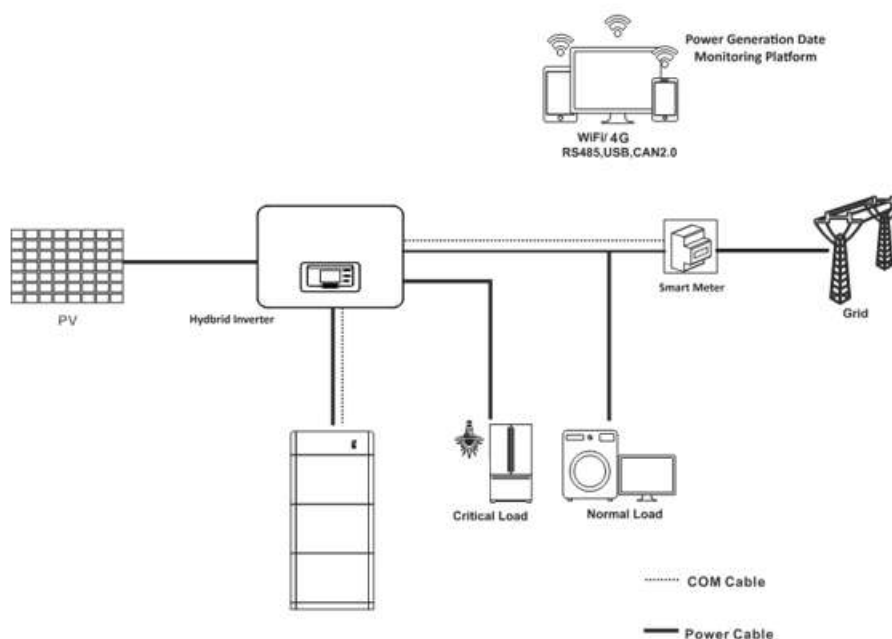 Power Generation Date
Monitoring Platform
WiFi/ 4G
RS485,USB,CAN2.0
PV
Hydbrid Inverter
Smart Meter
Grid
Critical Load
Normal Load
COM Cable
Power Cable